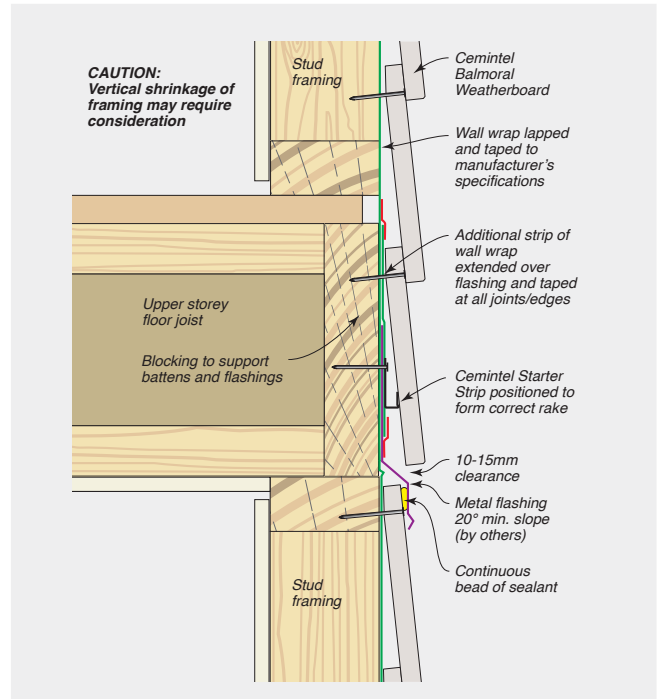 CAUTION:
Vertical shrinkage of
framing may require
consideration
Stud
framing
Cemintel
Balmoral
Weatherboard
Wall wrap lapped
and taped to
manufacturer's
specifications
Additional strip of
wall wrap
extended over
flashing and taped
at all joints/edges
Upper storey
floor joist
Blocking to support
battens and flashings
Cemintel Starter
Strip positioned to
form correct rake
10-15mm
clearance
Metal flashing
20° min. slope
(by others)
Continuous
bead of sealant
Stud
framing